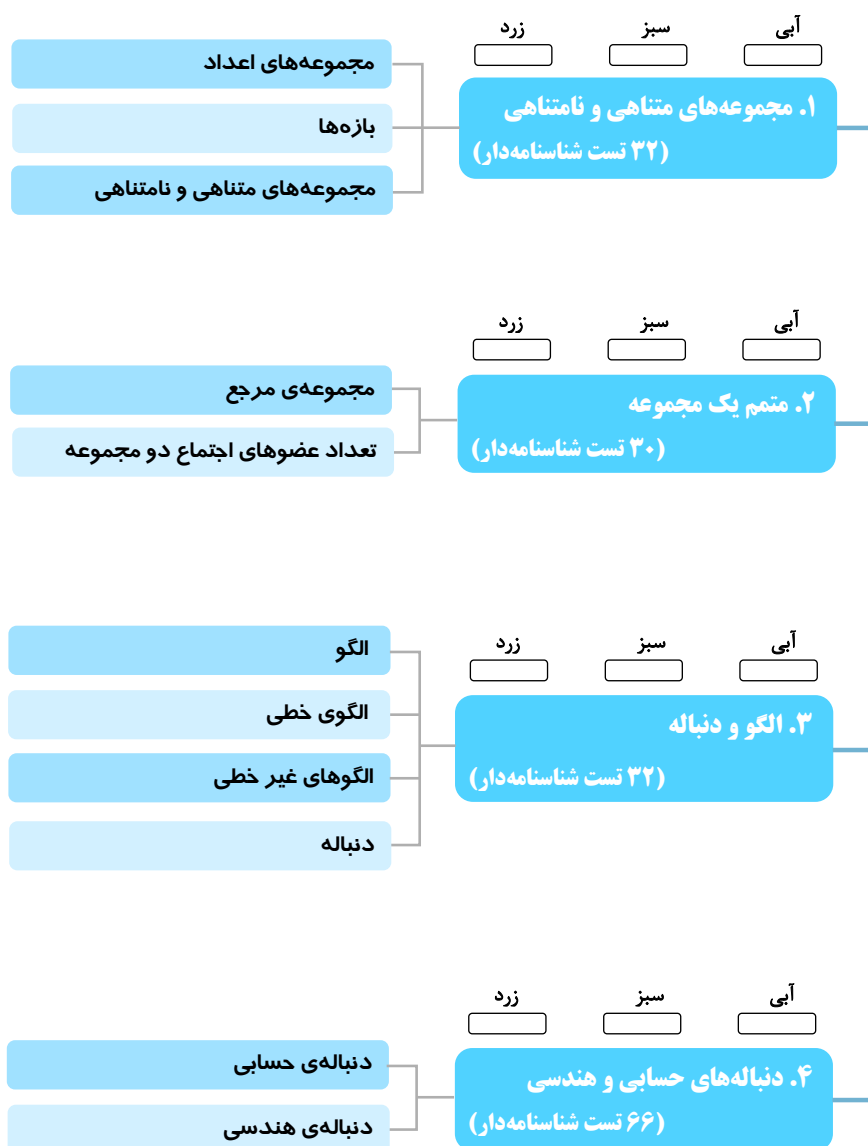 آبی سبز زرد
۱. مجموعه‌های متناهی و نامتناهی
(۳۲ تست شناسنامه‌دار)
مجموعه‌های اعداد
بازه‌ها
مجموعه‌های متناهی و نامتناهی
آبی سبز زرد
۲. متمم یک مجموعه
(۳۰ تست شناسنامه‌دار)
مجموعه‌ی مرجع
تعداد عضوهای اجتماع دو مجموعه
آبی سبز زرد
۳. الگو و دنباله
(۳۲ تست شناسنامه‌دار)
الگو
الگوی خطی
الگوهای غیر خطی
دنباله
آبی سبز زرد
۴. دنباله‌های حسابی و هندسی
(۶۶ تست شناسنامه‌دار)
دنباله‌ی حسابی
دنباله‌ی هندسی